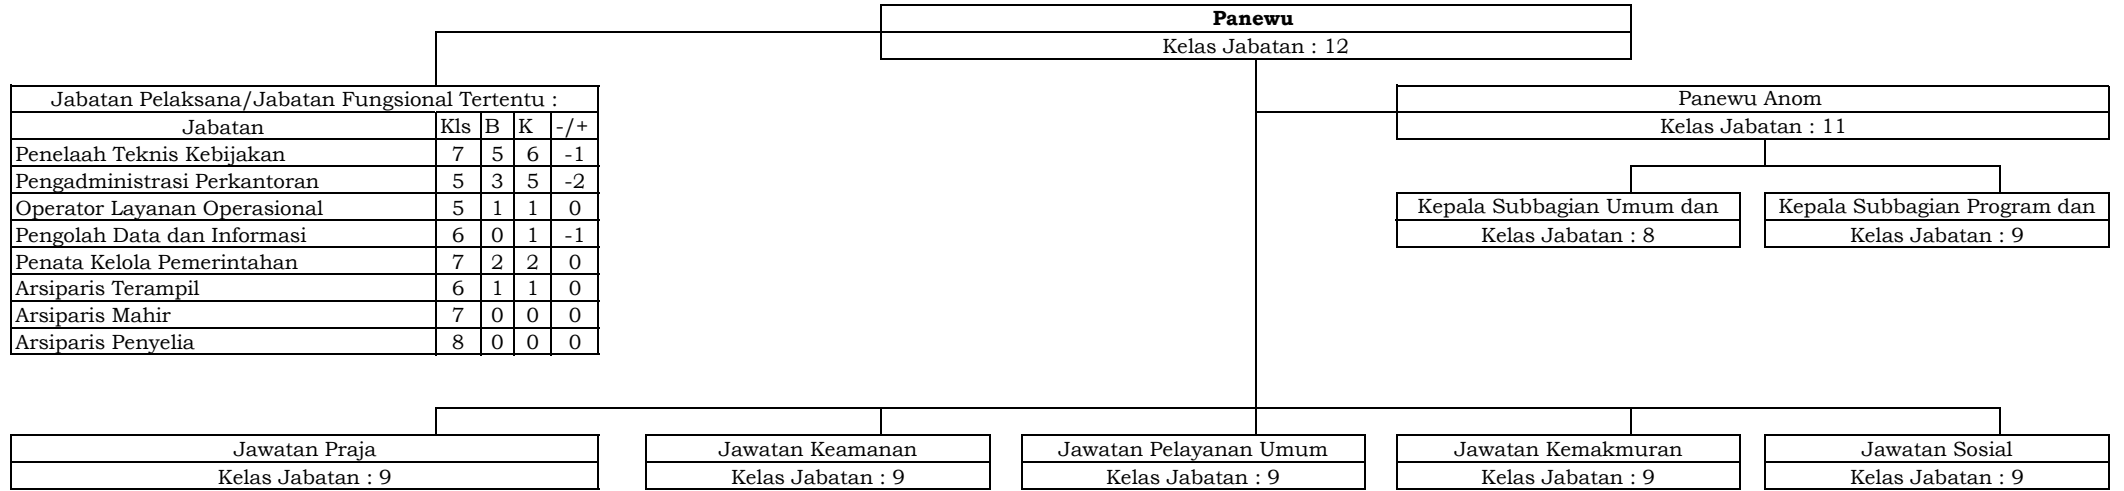 Panewu
Kelas Jabatan : 12
Jabatan Pelaksana/Jabatan Fungsional Tertentu :
Jabatan Kls B K -/+
Penelaah Teknis Kebijakan 7 5 6 -1
Pengadministrasi Perkantoran 5 3 5 -2
Operator Layanan Operasional 5 1 1 0
Pengolah Data dan Informasi 6 0 1 -1
Penata Kelola Pemerintahan 7 2 2 0
Arsiparis Terampil 6 1 1 0
Arsiparis Mahir 7 0 0 0
Arsiparis Penyelia 8 0 0 0
Panewu Anom
Kelas Jabatan : 11
Kepala Subbagian Umum dan
Kelas Jabatan : 8
Kepala Subbagian Program dan
Kelas Jabatan : 9
Jawatan Praja
Kelas Jabatan : 9
Jawatan Keamanan
Kelas Jabatan : 9
Jawatan Pelayanan Umum
Kelas Jabatan : 9
Jawatan Kemakmuran
Kelas Jabatan : 9
Jawatan Sosial
Kelas Jabatan : 9